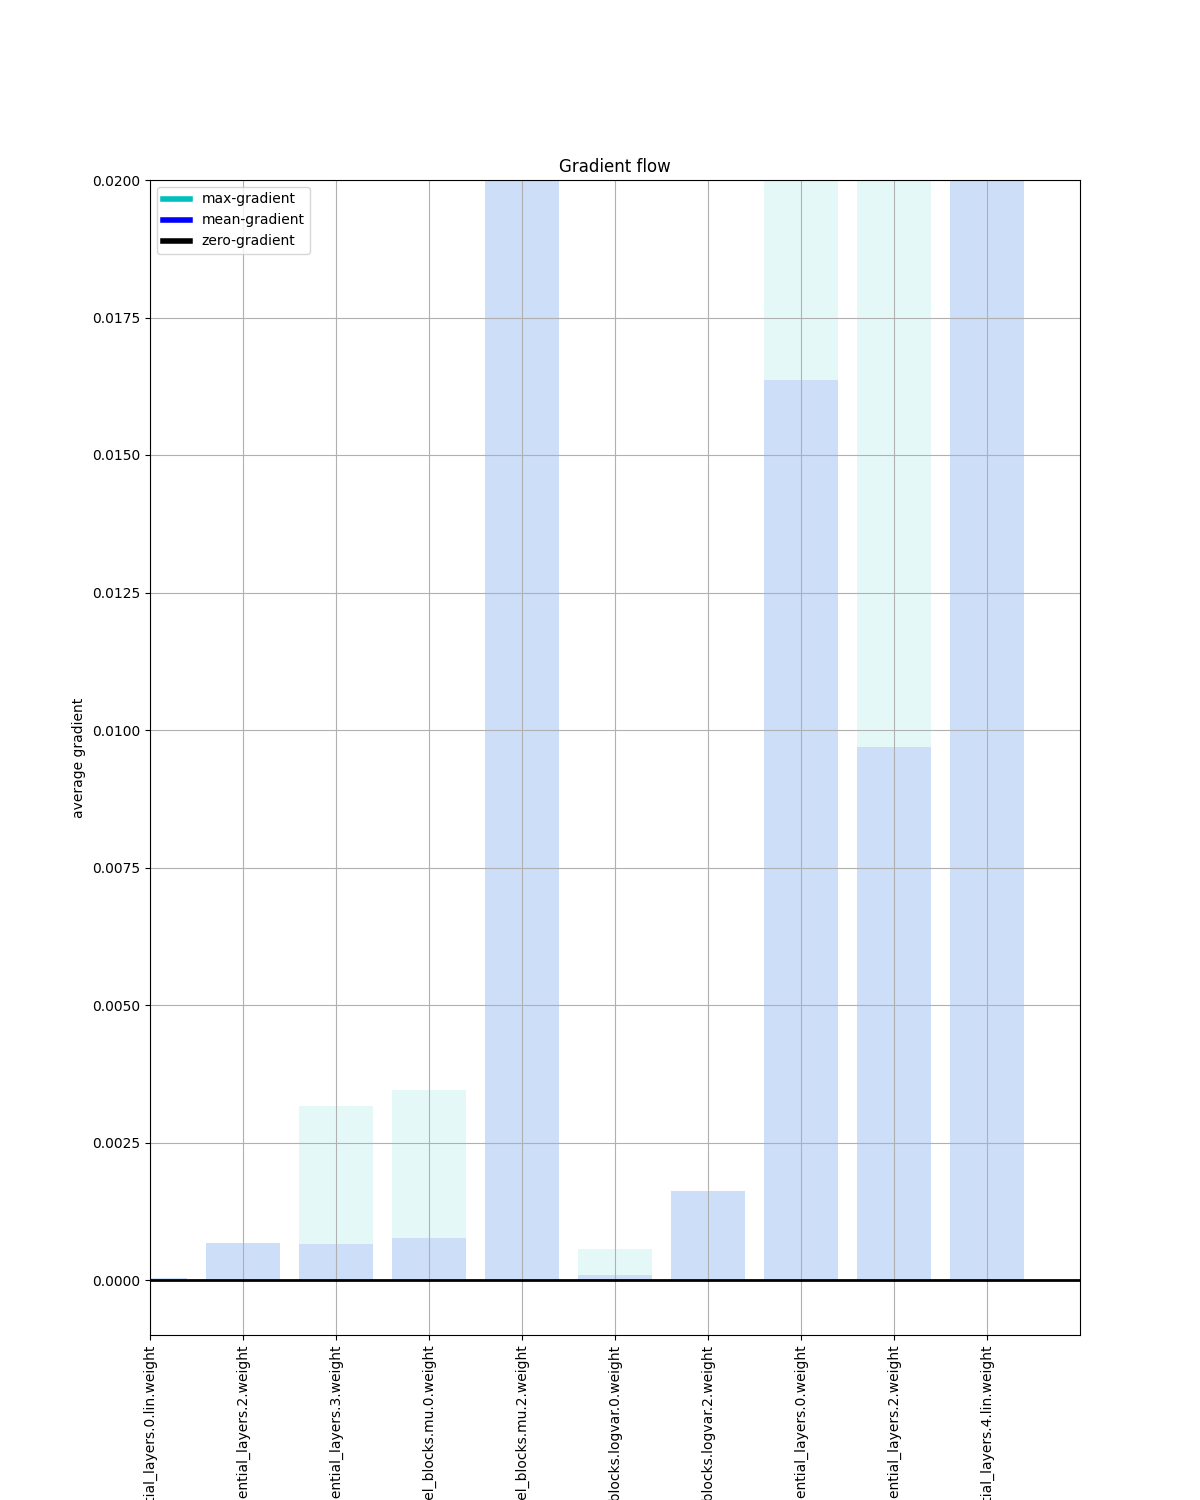 Gradient flow
max-gradient
mean-gradient
zero-gradient
0.0200
0.0175
0.0150
0.0125
0.0100
0.0075
0.0050
0.0025
0.0000
average gradient
tial_layers.0.lin.weight
ential_layers.2.weight
ential_layers.3.weight
el_blocks.mu.0.weight
el_blocks.mu.2.weight
blocks.logvar.0.weight
blocks.logvar.2.weight
ential_layers.0.weight
ential_layers.2.weight
tial_layers.4.lin.weight